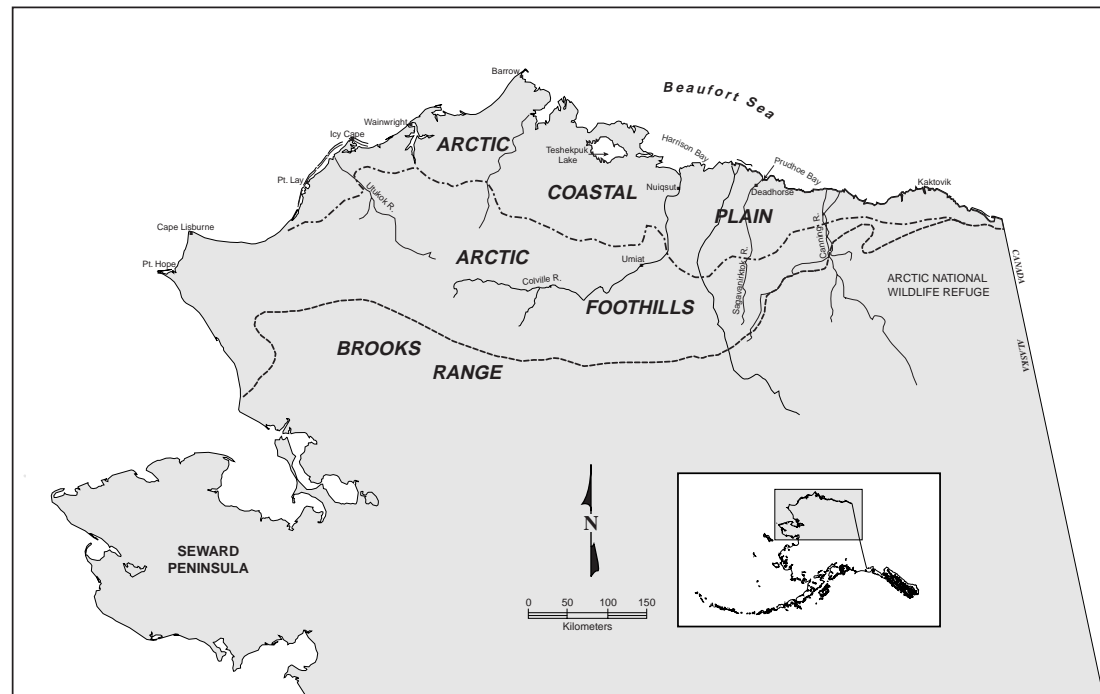 Barrow
Beaufort Sea
Wainwright
Icy Cape
ARCTIC
Harrison Bay
Teshekpuk
Lake
Prudhoe Bay
Pt. Lay
Utukok R.
COASTAL
Nuiqsut
Deadhorse
Kaktovik
PLAIN
Cape Lisburne
Canning R.
Pt. Hope
ARCTIC
Umiat
Sagavanirktok R.
Colville R.
ARCTIC NATIONAL
WILDLIFE REFUGE
CANADA
FOOTHILLS
BROOKS
RANGE
ALASKA
N
SEWARD
PENINSULA
0 50 100 150
Kilometers